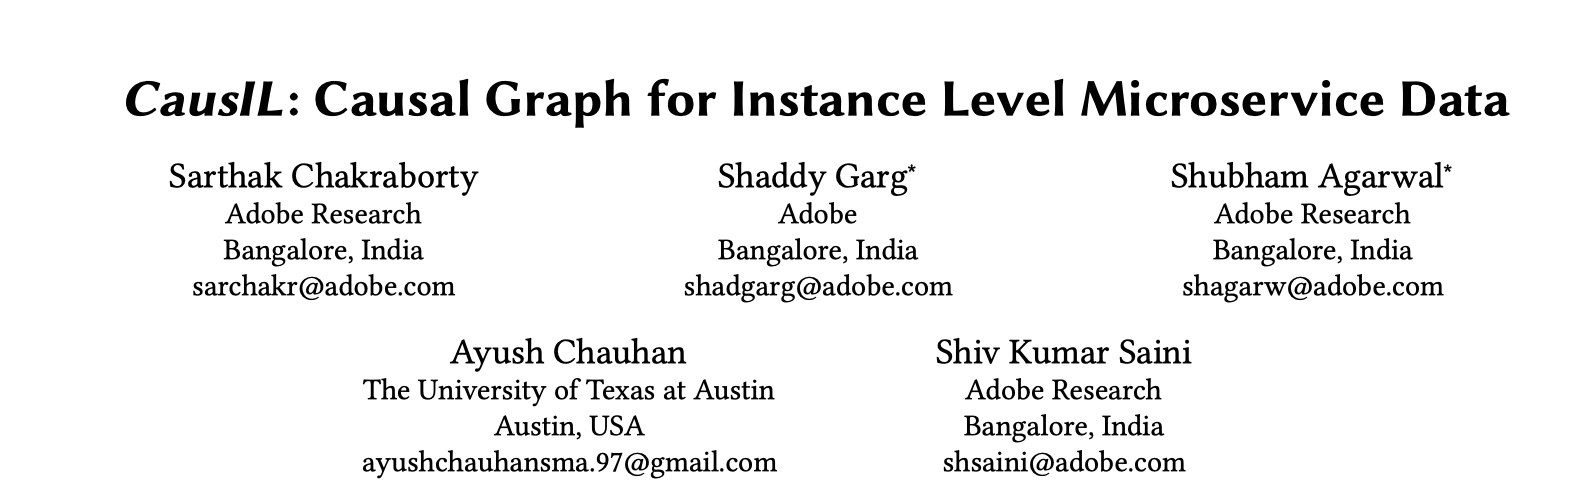 CausIL: Causal Graph for Instance Level Microservice Data
Sarthak Chakraborty
Adobe Research
Bangalore, India
sarchakr@adobe.com
Shaddy Garg*
Adobe
Bangalore, India
shadgarg@adobe.com
Shubham Agarwal*
Adobe Research
Bangalore, India
shagarw@adobe.com
Ayush Chauhan
The University of Texas at Austin
Austin, USA
ayushchauhansma.97@gmail.com
Shiv Kumar Saini
Adobe Research
Bangalore, India
shsaini@adobe.com